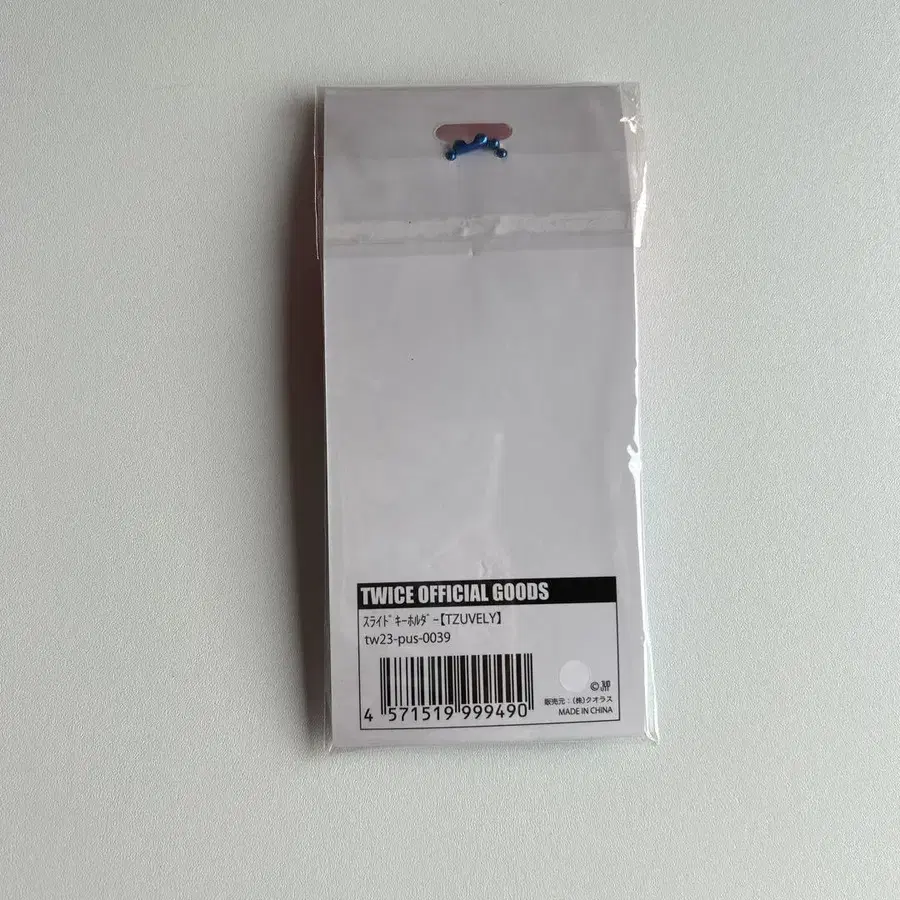 TWICE OFFICIAL GOODS
ｽﾗｲﾄﾞｷｰﾎﾙﾀﾞｰ【TZUVELY】
tw23-pus-0039
©
4 571519 999490
販売元：(株)クオラス
MADE IN CHINA